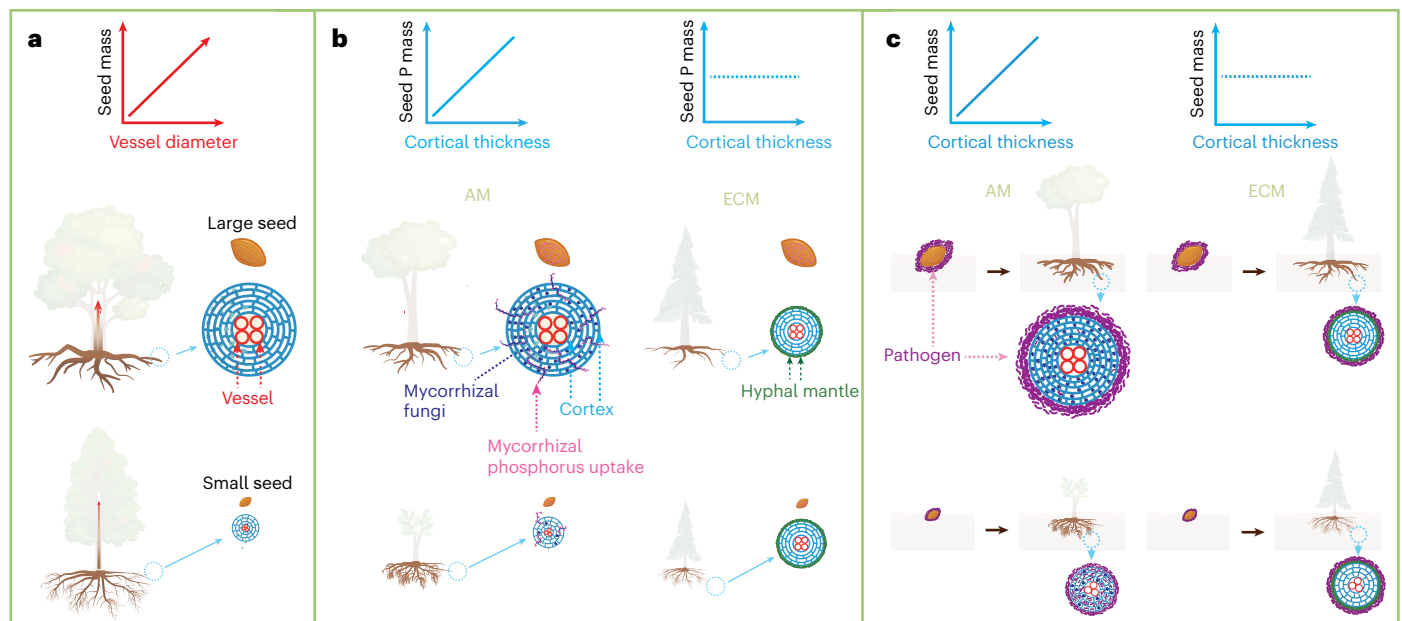 a
Seed mass
Vessel diameter
Large seed
Vessel
Small seed
b
Seed P mass
Cortical thickness
Seed P mass
Cortical thickness
AM
ECM
Mycorrhizal
fungi
Cortex
Hyphal mantle
Mycorrhizal
phosphorus uptake
c
Seed mass
Cortical thickness
Seed mass
Cortical thickness
AM
ECM
Pathogen